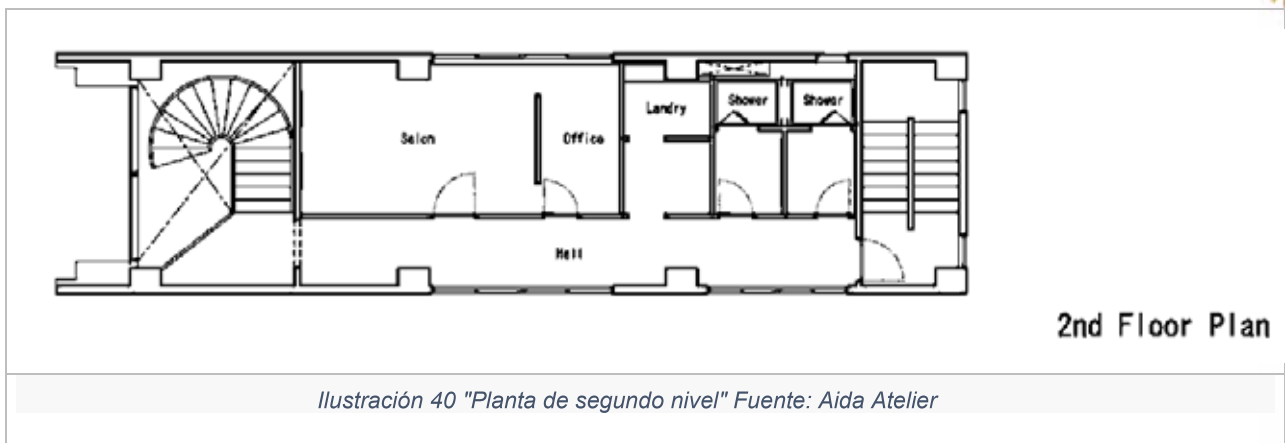 Salon
Office
Landry
Shower
Shower
Hall
2nd Floor Plan
Ilustración 40 "Planta de segundo nivel" Fuente: Aida Atelier